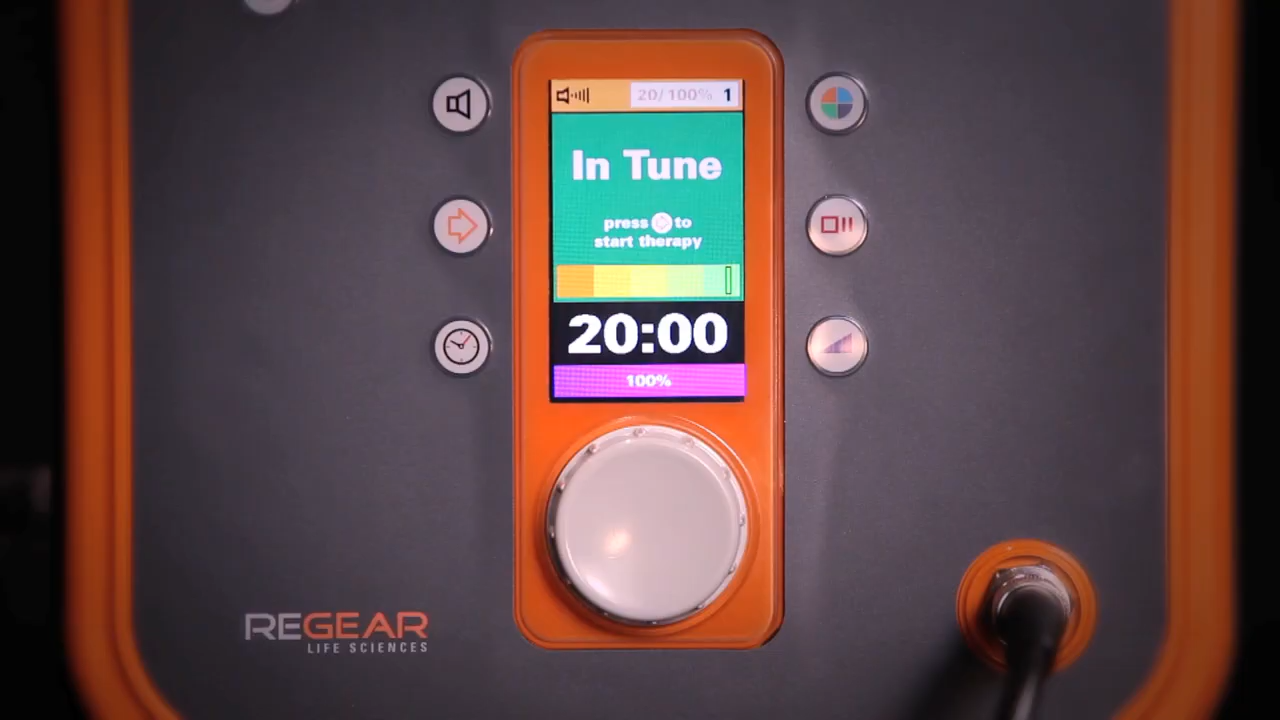 20/100% 1
In Tune
press to
start therapy
20:00
100%
REGEAR
LIFE SCIENCES